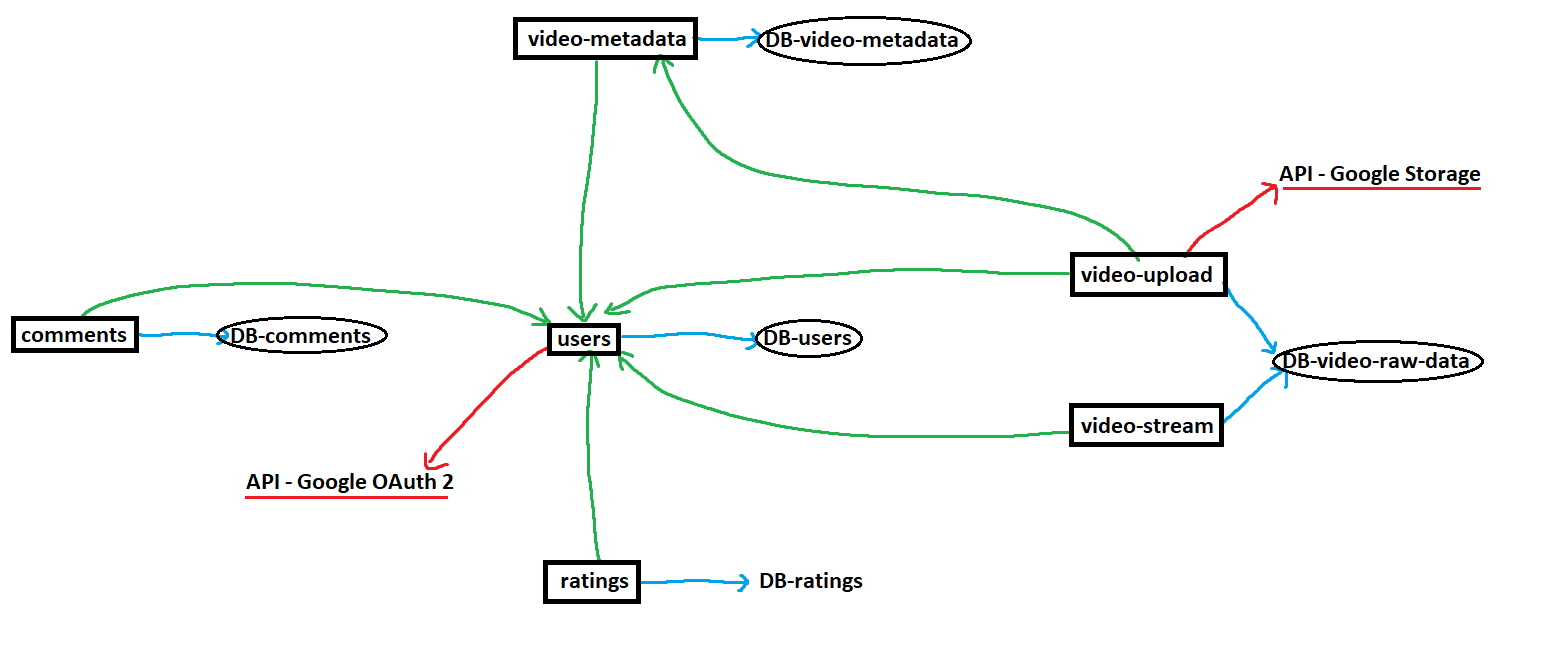 video-metadata
DB-video-metadata
API - Google Storage
video-upload
comments
DB-comments
users
DB-users
DB-video-raw-data
video-stream
API - Google OAuth 2
ratings
DB-ratings